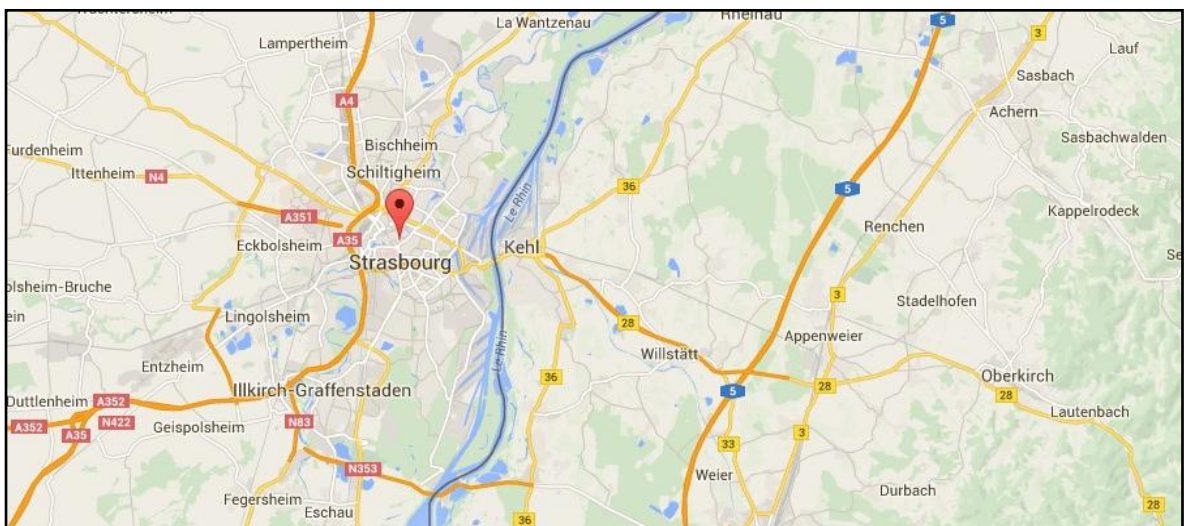 La Wantzenau
Rheinau
5
3
Lampertheim
Lauf
Sasbach
A4
Achern
Bischheim
Sasbachwalden
Furdenheim
Schiltigheim
Ittenheim
N4
36
5
Le Rhin
Kappelrodeck
A351
Renchen
Eckbolsheim
A35
Kehl
Strasbourg
olsheim-Bruche
3
Stadelhofen
ein
Lingolsheim
28
Appenweier
Le Rhin
Willstätt
Entzheim
36
Oberkirch
Illkirch-Graffenstaden
5
28
28
Duttlenheim
A352
Lautenbach
A352
N422
N83
A35
Geispolsheim
3
33
N353
Weier
Durbach
Fegersheim
28
Eschau
36